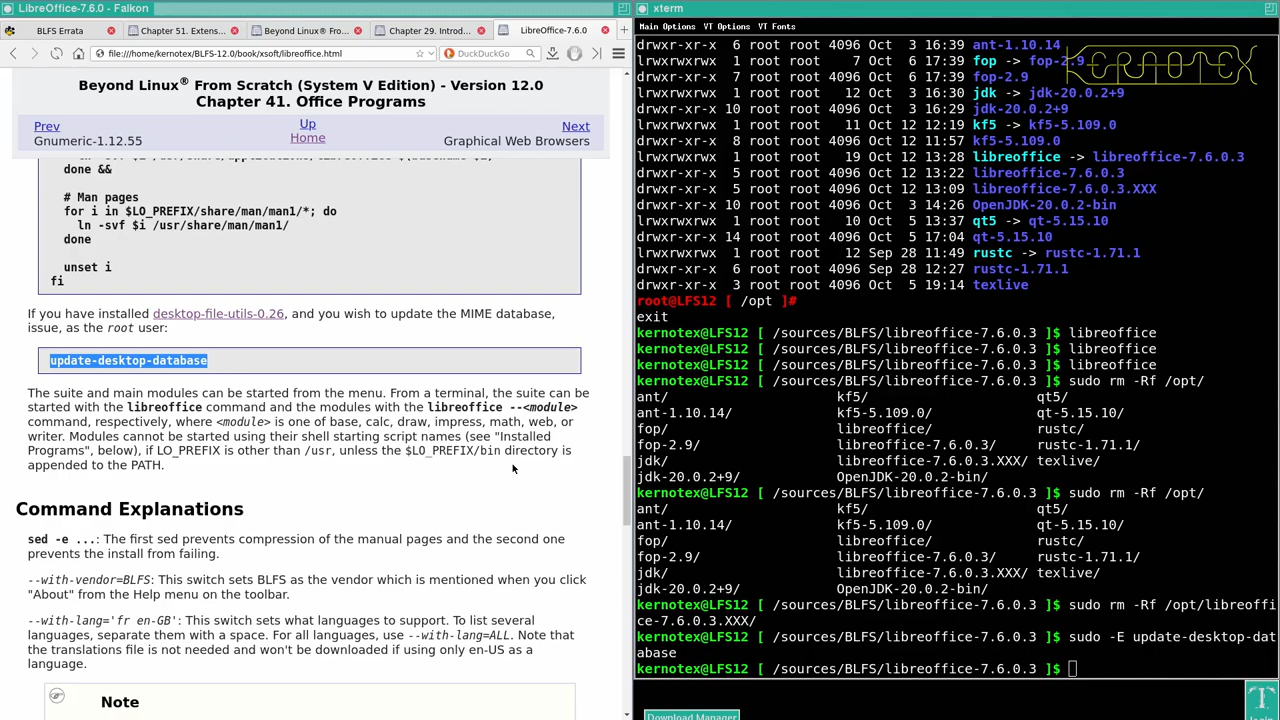 LibreOffice-7.6.0 - Falkon
BLFS Errata
Chapter 51. Extens...
Beyond Linux® Fro...
Chapter 29. Introd...
LibreOffice-7.6.0
file:///home/kernotex/BLFS-12.0/book/xsoft/libreoffice.html
DuckDuckGo
Beyond Linux® From Scratch (System V Edition) - Version 12.0
Chapter 41. Office Programs
Prev
Up
Next
Gnumeric-1.12.55
Home
Graphical Web Browsers
done &&
# Man pages
for i in $LO_PREFIX/share/man/man1/*; do
ln -svf $i /usr/share/man/man1/
done
unset i
fi
If you have installed desktop-file-utils-0.26, and you wish to update the MIME database,
issue, as the root user:
update-desktop-database
The suite and main modules can be started from the menu. From a terminal, the suite can be
started with the libreoffice command and the modules with the libreoffice --<module>
command, respectively, where <module> is one of base, calc, draw, impress, math, web, or
writer. Modules cannot be started using their shell starting script names (see "Installed
Programs", below), if LO_PREFIX is other than /usr, unless the $LO_PREFIX/bin directory is
appended to the PATH.
Command Explanations
sed -e ...: The first sed prevents compression of the manual pages and the second one
prevents the install from failing.
--with-vendor=BLFS: This switch sets BLFS as the vendor which is mentioned when you click
"About" from the Help menu on the toolbar.
--with-lang='fr en-GB': This switch sets what languages to support. To list several
languages, separate them with a space. For all languages, use --with-lang=ALL. Note that
the translations file is not needed and won't be downloaded if using only en-US as a
language.
Note
xterm
Main Options VT Options VT Fonts
KERNOTEX
drwxr-xr-x 6 root root 4096 Oct 3 16:39 ant-1.10.14
lrwxrwxrwx 1 root root 7 Oct 6 17:39 fop -> fop-2.9
drwxr-xr-x 7 root root 4096 Oct 6 17:39 fop-2.9
lrwxrwxrwx 1 root root 12 Oct 3 16:30 jdk -> jdk-20.0.2+9
drwxr-xr-x 10 root root 4096 Oct 3 16:29 jdk-20.0.2+9
lrwxrwxrwx 1 root root 11 Oct 12 12:19 kf5 -> kf5-5.109.0
drwxr-xr-x 8 root root 4096 Oct 12 11:57 kf5-5.109.0
lrwxrwxrwx 1 root root 19 Oct 12 13:28 libreoffice -> libreoffice-7.6.0.3
drwxr-xr-x 5 root root 4096 Oct 12 13:22 libreoffice-7.6.0.3
drwxr-xr-x 5 root root 4096 Oct 12 13:09 libreoffice-7.6.0.3.XXX
drwxr-xr-x 10 root root 4096 Oct 3 14:26 OpenJDK-20.0.2-bin
lrwxrwxrwx 1 root root 10 Oct 5 13:37 qt5 -> qt-5.15.10
drwxr-xr-x 14 root root 4096 Oct 5 17:04 qt-5.15.10
lrwxrwxrwx 1 root root 12 Sep 28 11:49 rustc -> rustc-1.71.1
drwxr-xr-x 6 root root 4096 Sep 28 12:27 rustc-1.71.1
drwxr-xr-x 3 root root 4096 Oct 5 19:14 texlive
root@LFS12 [ /opt ]#
exit
kernotex@LFS12 [ /sources/BLFS/libreoffice-7.6.0.3 ]$ libreoffice
kernotex@LFS12 [ /sources/BLFS/libreoffice-7.6.0.3 ]$ libreoffice
kernotex@LFS12 [ /sources/BLFS/libreoffice-7.6.0.3 ]$ libreoffice
kernotex@LFS12 [ /sources/BLFS/libreoffice-7.6.0.3 ]$ sudo rm -Rf /opt/
ant/ kf5/ qt5/
ant-1.10.14/ kf5-5.109.0/ qt-5.15.10/
fop/ libreoffice/ rustc/
fop-2.9/ libreoffice-7.6.0.3/ rustc-1.71.1/
jdk/ libreoffice-7.6.0.3.XXX/ texlive/
jdk-20.0.2+9/ OpenJDK-20.0.2-bin/
kernotex@LFS12 [ /sources/BLFS/libreoffice-7.6.0.3 ]$ sudo rm -Rf /opt/
ant/ kf5/ qt5/
ant-1.10.14/ kf5-5.109.0/ qt-5.15.10/
fop/ libreoffice/ rustc/
fop-2.9/ libreoffice-7.6.0.3/ rustc-1.71.1/
jdk/ libreoffice-7.6.0.3.XXX/ texlive/
jdk-20.0.2+9/ OpenJDK-20.0.2-bin/
kernotex@LFS12 [ /sources/BLFS/libreoffice-7.6.0.3 ]$ sudo rm -Rf /opt/libreoffi
ce-7.6.0.3.XXX/
kernotex@LFS12 [ /sources/BLFS/libreoffice-7.6.0.3 ]$ sudo -E update-desktop-dat
abase
kernotex@LFS12 [ /sources/BLFS/libreoffice-7.6.0.3 ]$
Download Manager